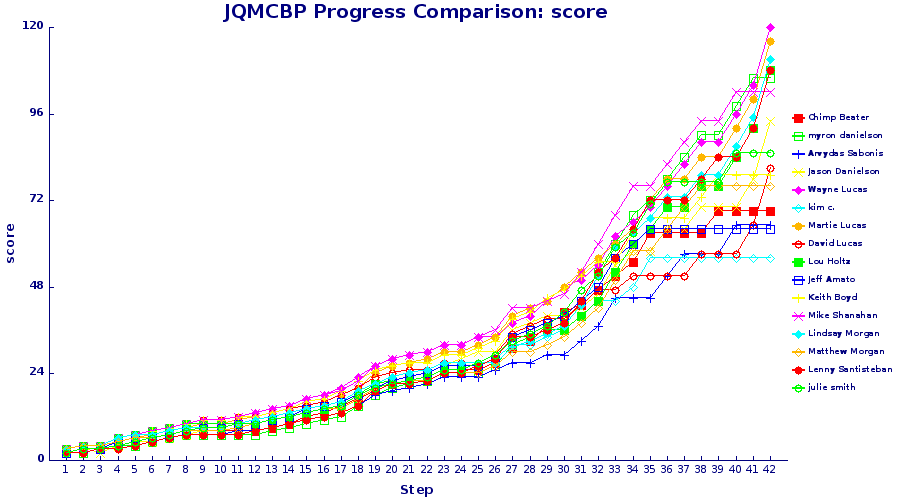 JQMCBP Progress Comparison: score
120
96
72
48
24
0
score
1 2 3 4 5 6 7 8 9 10 11 12 13 14 15 16 17 18 19 20 21 22 23 24 25 26 27 28 29 30 31 32 33 34 35 36 37 38 39 40 41 42
Step
Chimp Beater
myron danielson
Arvydas Sabonis
Jason Danielson
Wayne Lucas
kim c.
Martie Lucas
David Lucas
Lou Holtz
Jeff Amato
Keith Boyd
Mike Shanahan
Lindsay Morgan
Matthew Morgan
Lenny Santisteban
julie smith